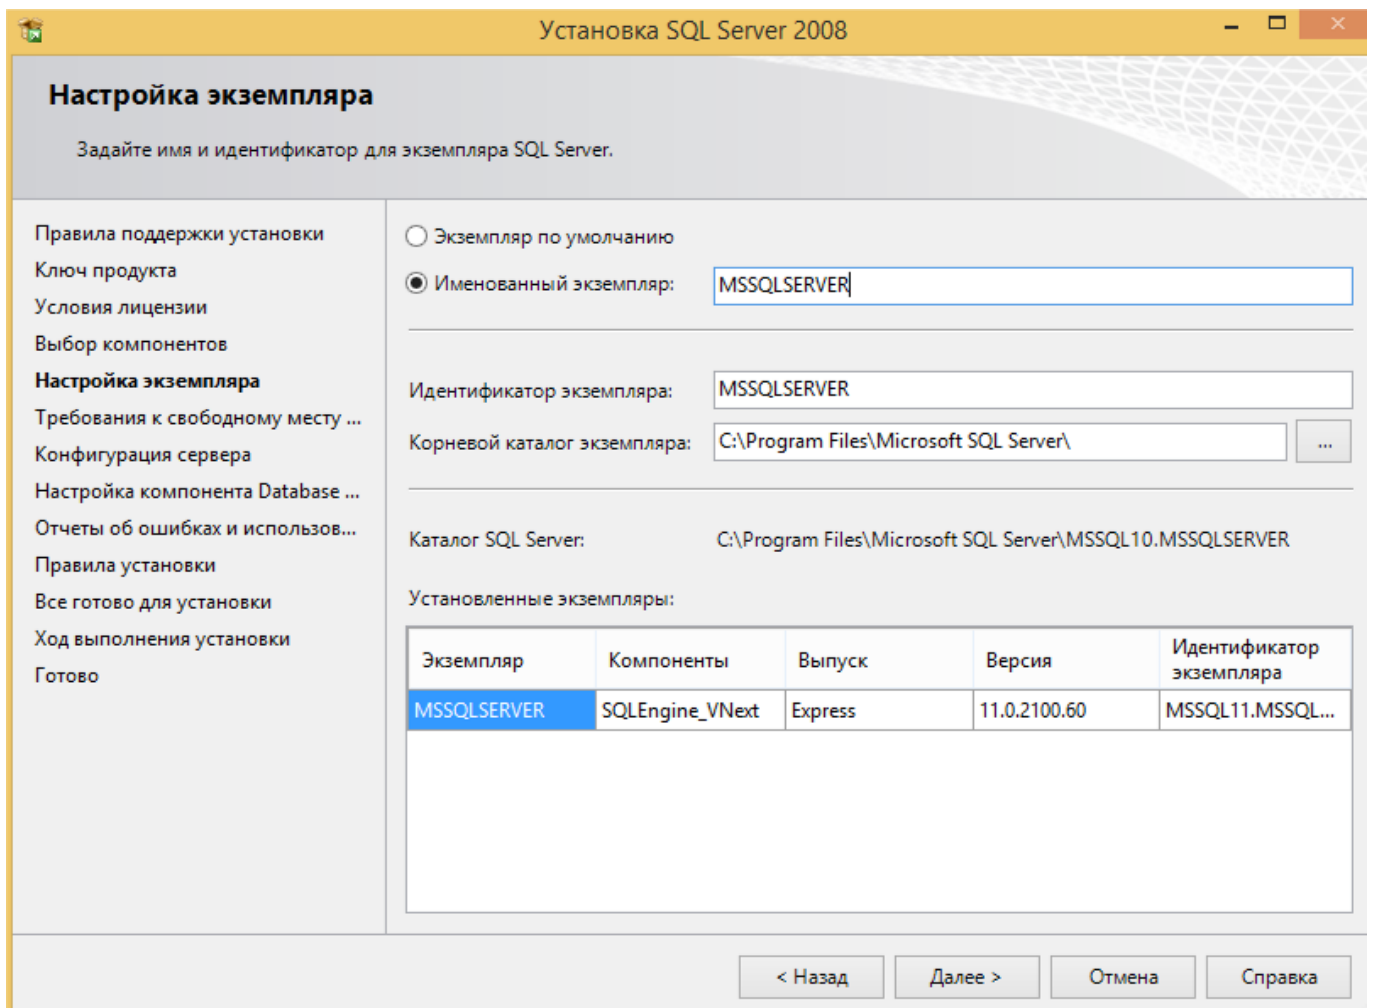 Установка SQL Server 2008
Настройка экземпляра
Задайте имя и идентификатор для экземпляра SQL Server.
Правила поддержки установки
Ключ продукта
Условия лицензии
Выбор компонентов
Настройка экземпляра
Требования к свободному месту ...
Конфигурация сервера
Настройка компонента Database ...
Отчеты об ошибках и использов...
Правила установки
Все готово для установки
Ход выполнения установки
Готово
Экземпляр по умолчанию
Именованный экземпляр: MSSQLSERVER
Идентификатор экземпляра: MSSQLSERVER
Корневой каталог экземпляра: C:\Program Files\Microsoft SQL Server\ ...
Каталог SQL Server: C:\Program Files\Microsoft SQL Server\MSSQL10.MSSQLSERVER
Установленные экземпляры:
Экземпляр Компоненты Выпуск Версия Идентификатор
экземпляра
MSSQLSERVER SQLEngine_VNext Express 11.0.2100.60 MSSQL11.MSSQL...
< Назад Далее > Отмена Справка